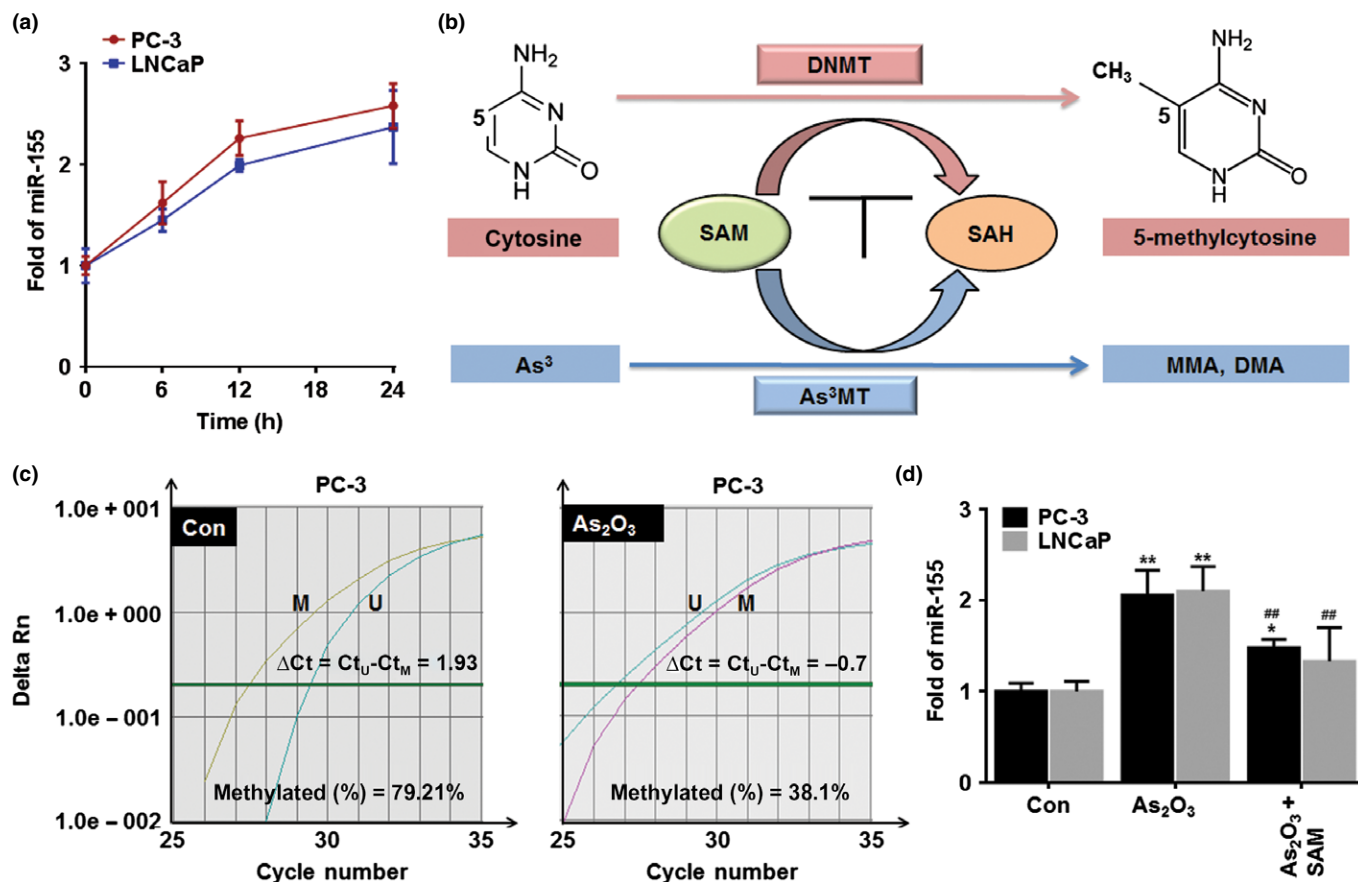 (a)
PC-3
LNCaP
3
2
1
0
Fold of miR-155
0 6 12 18 24
Time (h)
(b)
NH₂
5
N
N
H
O
Cytosine
DNMT
SAM
SAH
NH₂
CH₃
5
N
N
H
O
5-methylcytosine
As³
As³MT
MMA, DMA
(c)
PC-3
Con
1.0e + 001
1.0e + 000
1.0e – 001
1.0e – 002
Delta Rn
M U
ΔCt = Ctᵤ-Ctₘ = 1.93
Methylated (%) = 79.21%
25 30 35
Cycle number
PC-3
As₂O₃
U M
ΔCt = Ctᵤ-Ctₘ = –0.7
Methylated (%) = 38.1%
25 30 35
Cycle number
(d)
PC-3
LNCaP
3
2
1
0
Fold of miR-155
** **
## ##
*
Con As₂O₃ As₂O₃ +
SAM